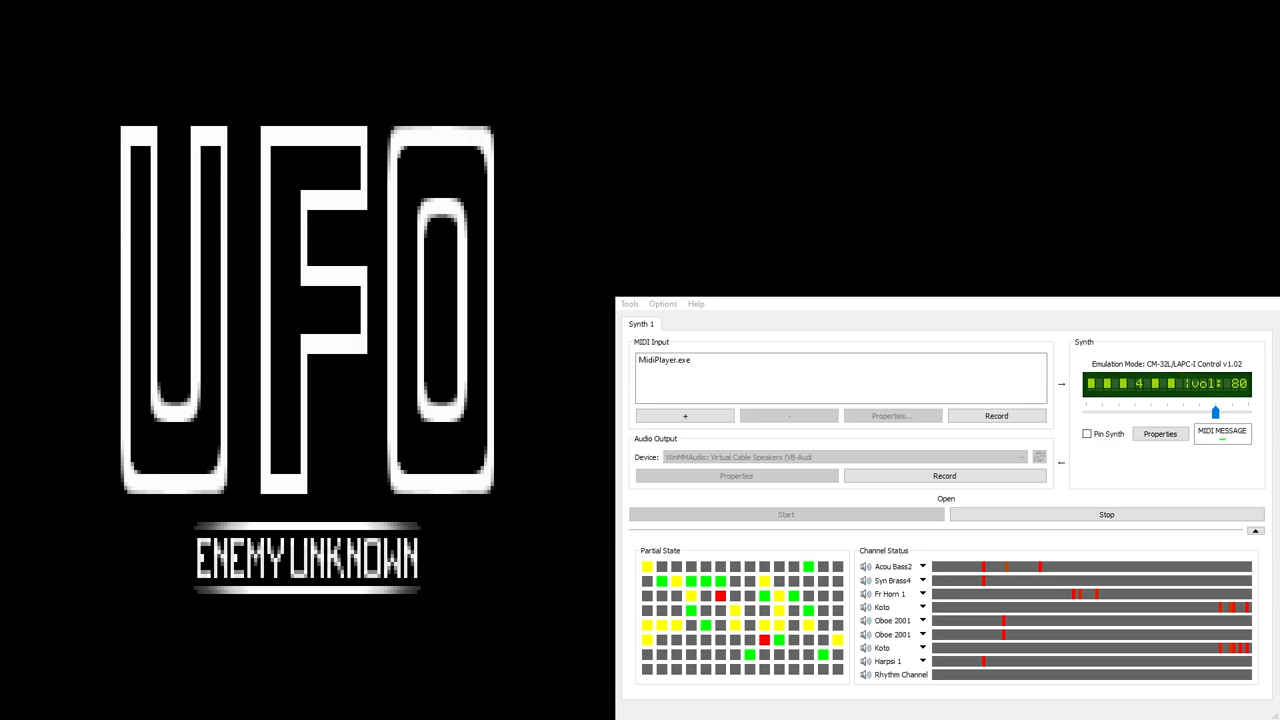 UFO
ENEMY UNKNOWN
Tools Options Help
Synth 1
MIDI Input
MidiPlayer.exe
+ - Properties... Record
Audio Output
Device: WinMMAudio: Virtual Cable Speakers (VB-Audi
Properties Record
→
←
Synth
Emulation Mode: CM-32L/LAPC-I Control v1.02
4 |vol: 80
Pin Synth Properties MIDI MESSAGE
Open
Start Stop
Partial State
Channel Status
Acou Bass2
Syn Brass4
Fr Horn 1
Koto
Oboe 2001
Oboe 2001
Koto
Harpsi 1
Rhythm Channel